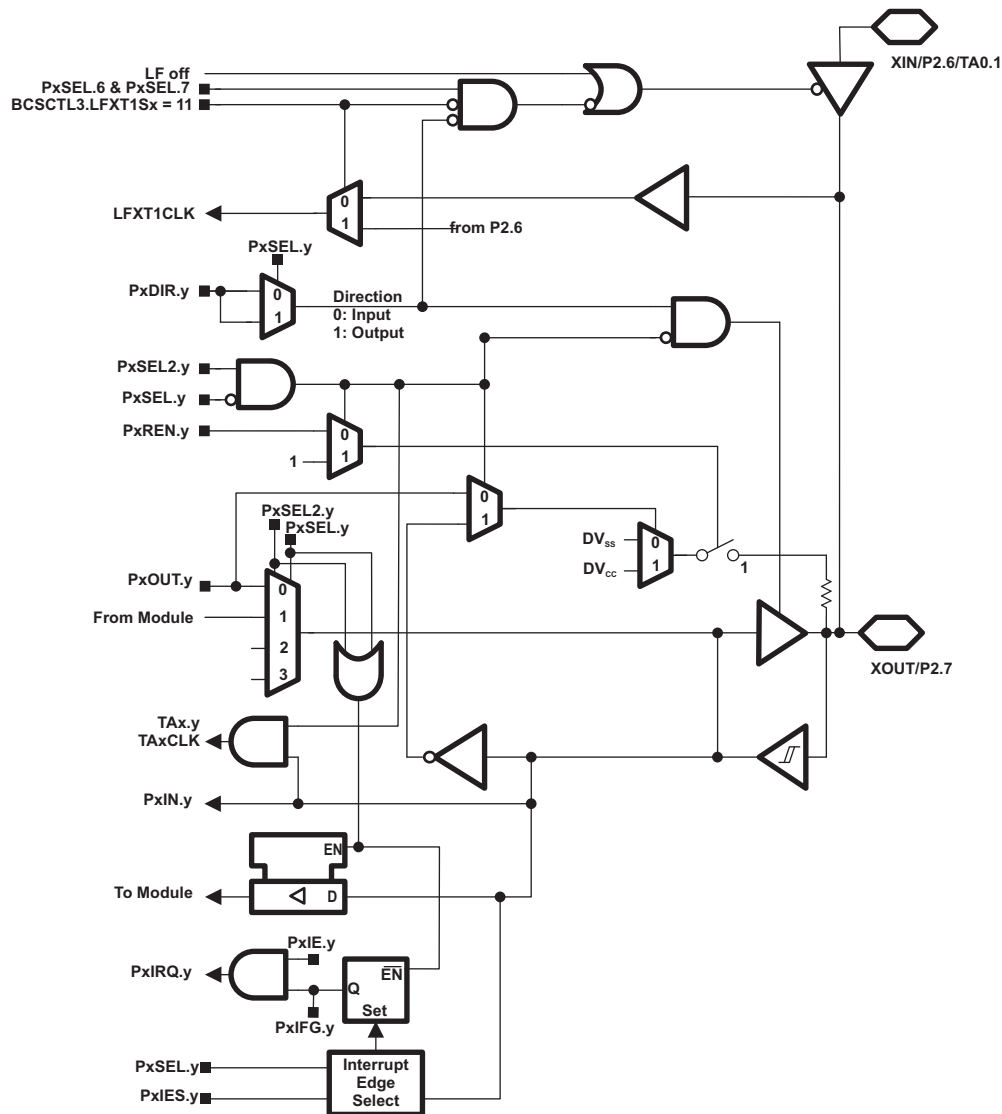 XIN/P2.6/TA0.1
LF off
PxSEL.6 & PxSEL.7
BCSCTL3.LFXT1Sx = 11
0
LFXT1CLK
1
from P2.6
PxSEL.y
PxDIR.y
0
1
Direction
0: Input
1: Output
PxSEL2.y
PxSEL.y
PxREN.y
0
1
1
0
1
PxSEL2.y
PxSEL.y
DVSS
0
DVCC
1
1
PxOUT.y
0
From Module
1
2
3
XOUT/P2.7
TAx.y
TAxCLK
PxIN.y
EN
To Module
D
PxIE.y
PxIRQ.y
EN
Q
Set
PxIFG.y
PxSEL.y
PxIES.y
Interrupt
Edge
Select